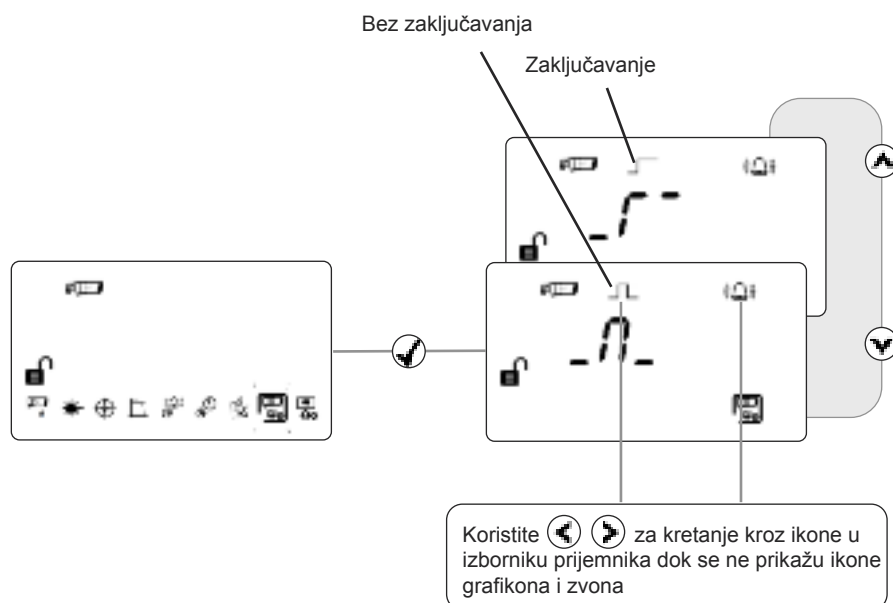 Bez zaključavanja
Zaključavanje
Koristite za kretanje kroz ikone u
izborniku prijemnika dok se ne prikažu ikone
grafikona i zvona